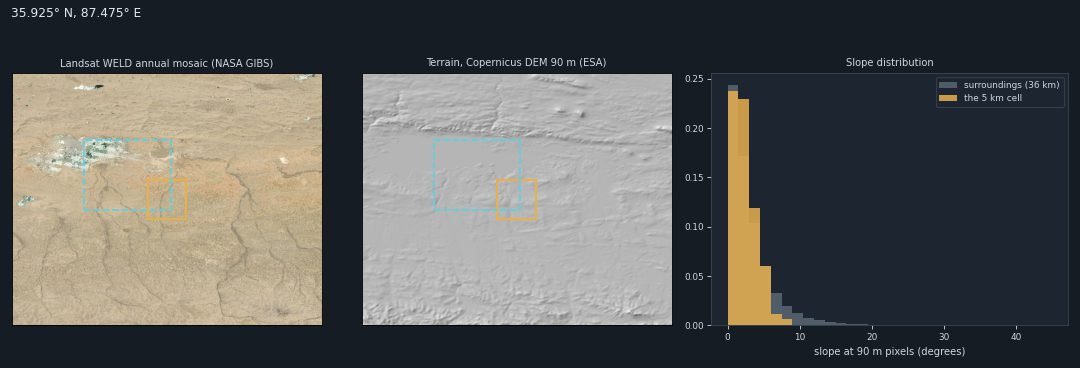 35.925° N, 87.475° E
Landsat WELD annual mosaic (NASA GIBS)
Terrain, Copernicus DEM 90 m (ESA)
Slope distribution
surroundings (36 km)
the 5 km cell
0.25
0.20
0.15
0.10
0.05
0.00
0 10 20 30 40
slope at 90 m pixels (degrees)